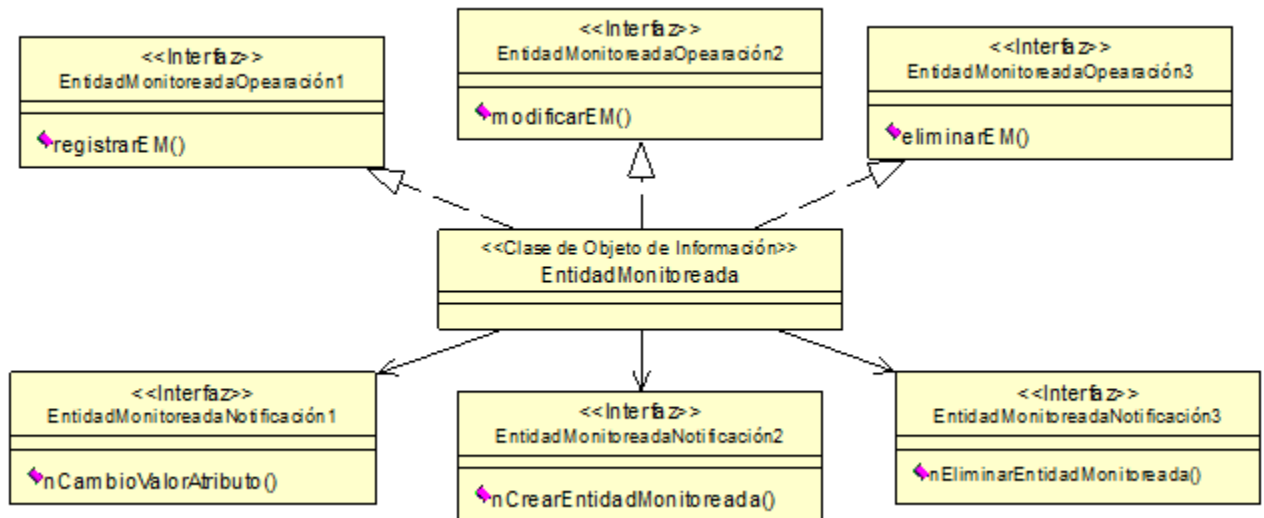 <<Interfaz>>
EntidadMonitoreadaOpearación1
registrarEM()
<<Interfaz>>
EntidadMonitoreadaOpearación2
modificarEM()
<<Interfaz>>
EntidadMonitoreadaOpearación3
eliminarEM()
<<Clase de Objeto de Información>>
EntidadMonitoreada
<<Interfaz>>
EntidadMonitoreadaNotificación1
nCambioValorAtributo()
<<Interfaz>>
EntidadMonitoreadaNotificación2
nCrearEntidadMonitoreada()
<<Interfaz>>
EntidadMonitoreadaNotificación3
nEliminarEntidadMonitoreada()